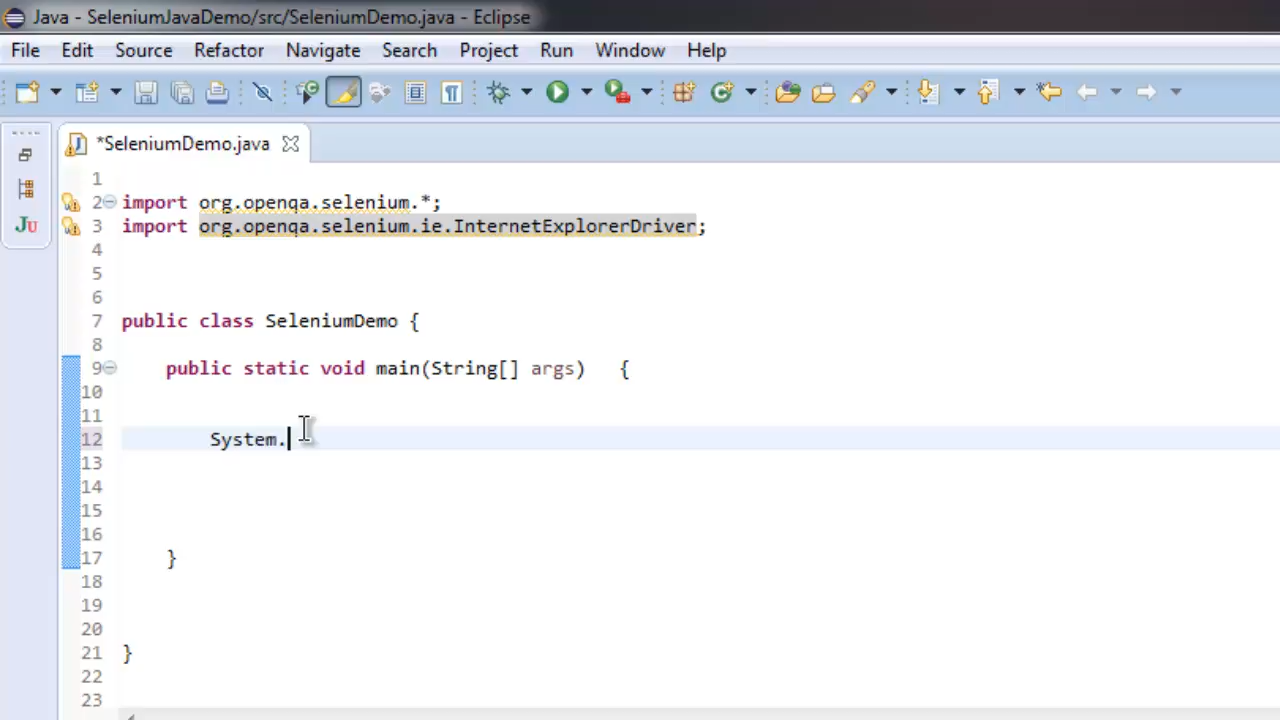 Java - SeleniumJavaDemo/src/SeleniumDemo.java - Eclipse
File Edit Source Refactor Navigate Search Project Run Window Help
*SeleniumDemo.java
1
2 import org.openqa.selenium.*;
3 import org.openqa.selenium.ie.InternetExplorerDriver;
4
5
6
7 public class SeleniumDemo {
8
9 public static void main(String[] args) {
10
11
12 System.
13
14
15
16
17 }
18
19
20
21 }
22
23
JU